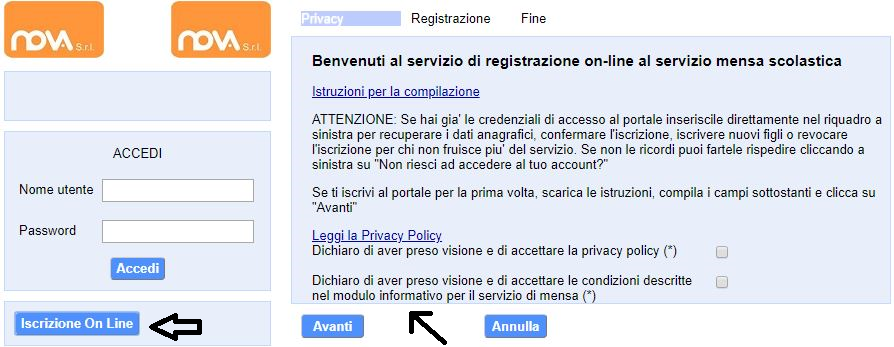 NOVA S.r.l.
NOVA S.r.l.
ACCEDI
Nome utente
Password
Accedi
Iscrizione On Line
Privacy Registrazione Fine
Benvenuti al servizio di registrazione on-line al servizio mensa scolastica
Istruzioni per la compilazione
ATTENZIONE: Se hai gia' le credenziali di accesso al portale inseriscile direttamente nel riquadro a
sinistra per recuperare i dati anagrafici, confermare l'iscrizione, iscrivere nuovi figli o revocare
l'iscrizione per chi non fruisce piu' del servizio. Se non le ricordi puoi fartele rispedire cliccando a
sinistra su "Non riesci ad accedere al tuo account?"
Se ti iscrivi al portale per la prima volta, scarica le istruzioni, compila i campi sottostanti e clicca su
"Avanti"
Leggi la Privacy Policy
Dichiaro di aver preso visione e di accettare la privacy policy (*)
Dichiaro di aver preso visione e di accettare le condizioni descritte
nel modulo informativo per il servizio di mensa (*)
Avanti Annulla